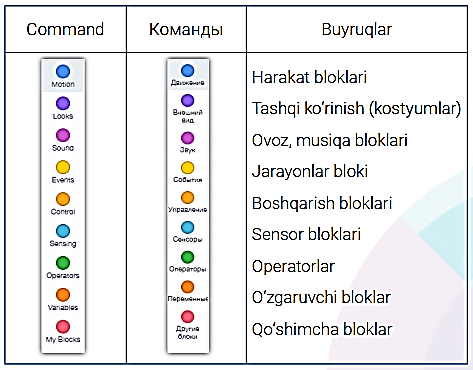 Command
Команды
Buyruqlar
Motion
Looks
Sound
Events
Control
Sensing
Operators
Variables
My Blocks
Движение
Внешний
вид
Звук
События
Управление
Сенсоры
Операторы
Переменные
Другие
блоки
Harakat bloklari
Tashqi ko‘rinish (kostyumlar)
Ovoz, musiqa bloklari
Jarayonlar bloki
Boshqarish bloklari
Sensor bloklari
Operatorlar
O‘zgaruvchi bloklar
Qo‘shimcha bloklar